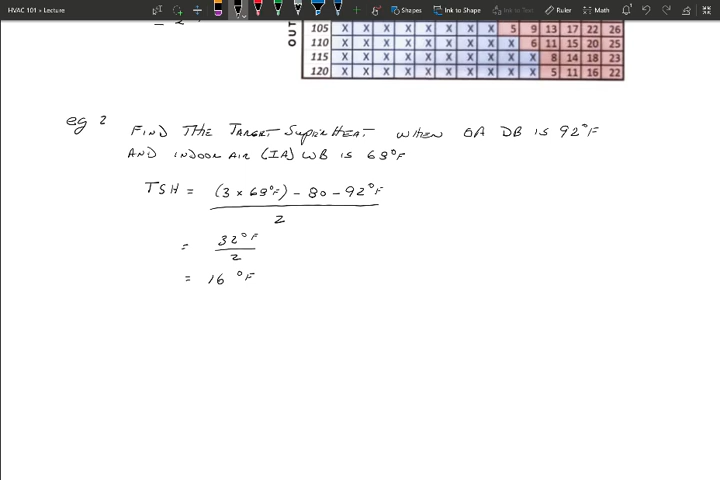 HVAC 101 » Lecture
Shapes
Ink to Shape
Ink to Text
Ruler
Math
OUT
105 X X X X X X X 5 9 13 17 22 26
110 X X X X X X X X 6 11 15 20 25
115 X X X X X X X X X 8 14 18 23
120 X X X X X X X X X 5 11 16 22
eg 2
FIND THE TARGET SUPERHEAT WHEN OA DB IS 92°F
AND INDOOR AIR (IA) WB IS 68°F
TSH = (3 × 68°F) - 80 - 92°F
2
= 32°F
2
= 16 °F